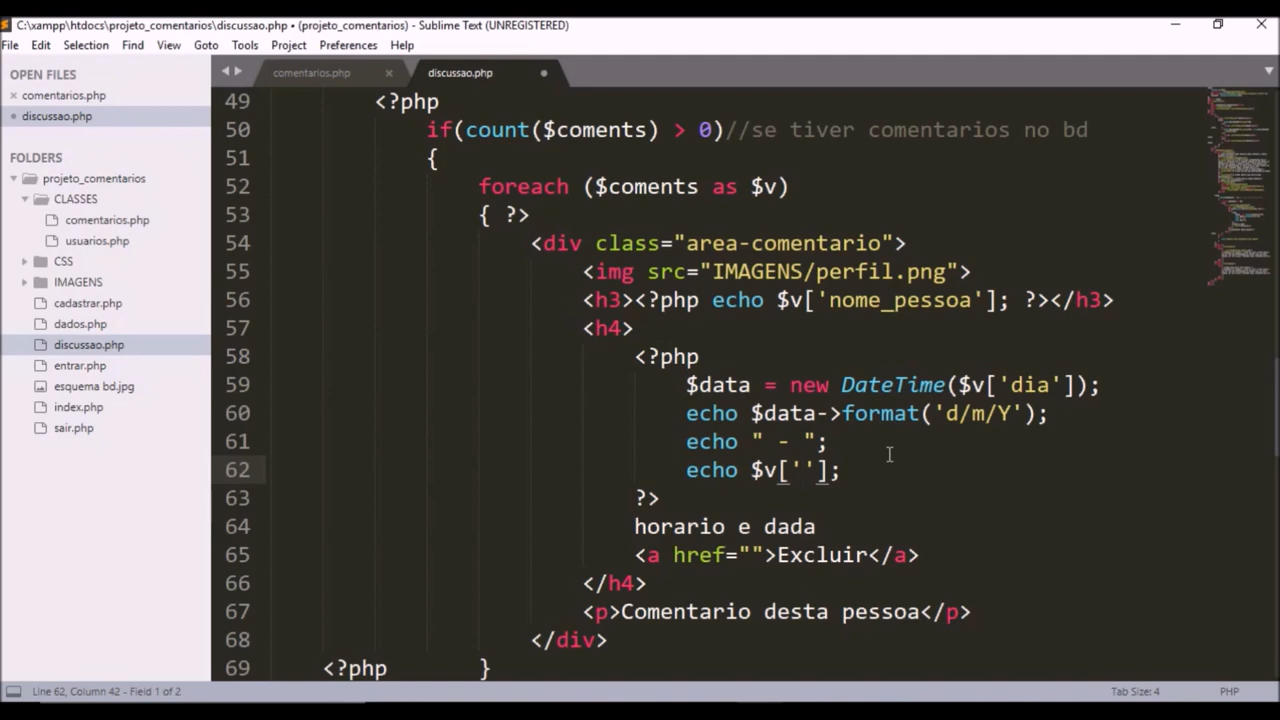 C:\xampp\htdocs\projeto_comentarios\discussao.php • (projeto_comentarios) - Sublime Text (UNREGISTERED)
File Edit Selection Find View Goto Tools Project Preferences Help
OPEN FILES
comentarios.php
discussao.php
FOLDERS
projeto_comentarios
CLASSES
comentarios.php
usuarios.php
CSS
IMAGENS
cadastrar.php
dados.php
discussao.php
entrar.php
esquema bd.jpg
index.php
sair.php
comentarios.php discussao.php
49 <?php
50 if(count($coments) > 0)//se tiver comentarios no bd
51 {
52 foreach ($coments as $v)
53 { ?>
54 <div class="area-comentario">
55 <img src="IMAGENS/perfil.png">
56 <h3><?php echo $v['nome_pessoa']; ?></h3>
57 <h4>
58 <?php
59 $data = new DateTime($v['dia']);
60 echo $data->format('d/m/Y');
61 echo " - ";
62 echo $v[''];
63 ?>
64 horario e dada
65 <a href="">Excluir</a>
66 </h4>
67 <p>Comentario desta pessoa</p>
68 </div>
69 <?php }
Line 62, Column 42 - Field 1 of 2 Tab Size: 4 PHP